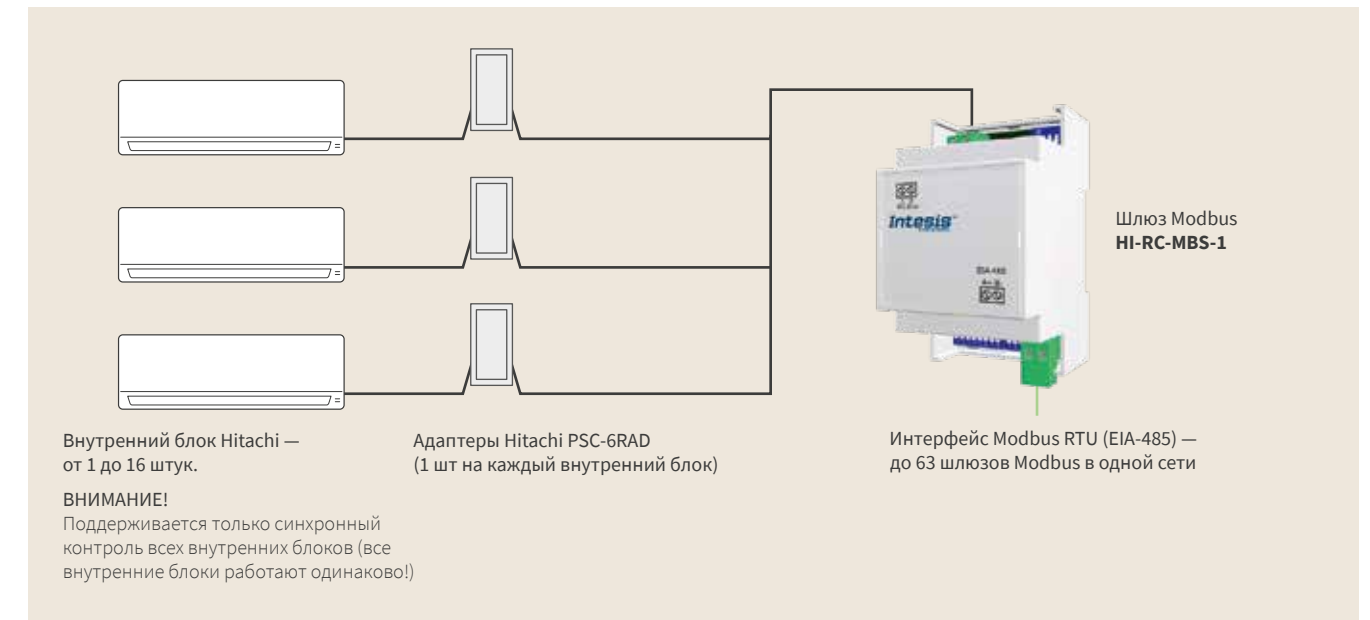 Intesis
EIA-485
Шлюз Modbus
HI-RC-MBS-1
Внутренний блок Hitachi —
от 1 до 16 штук.
Адаптеры Hitachi PSC-6RAD
(1 шт на каждый внутренний блок)
Интерфейс Modbus RTU (EIA-485) —
до 63 шлюзов Modbus в одной сети
ВНИМАНИЕ!
Поддерживается только синхронный
контроль всех внутренних блоков (все
внутренние блоки работают одинаково!)